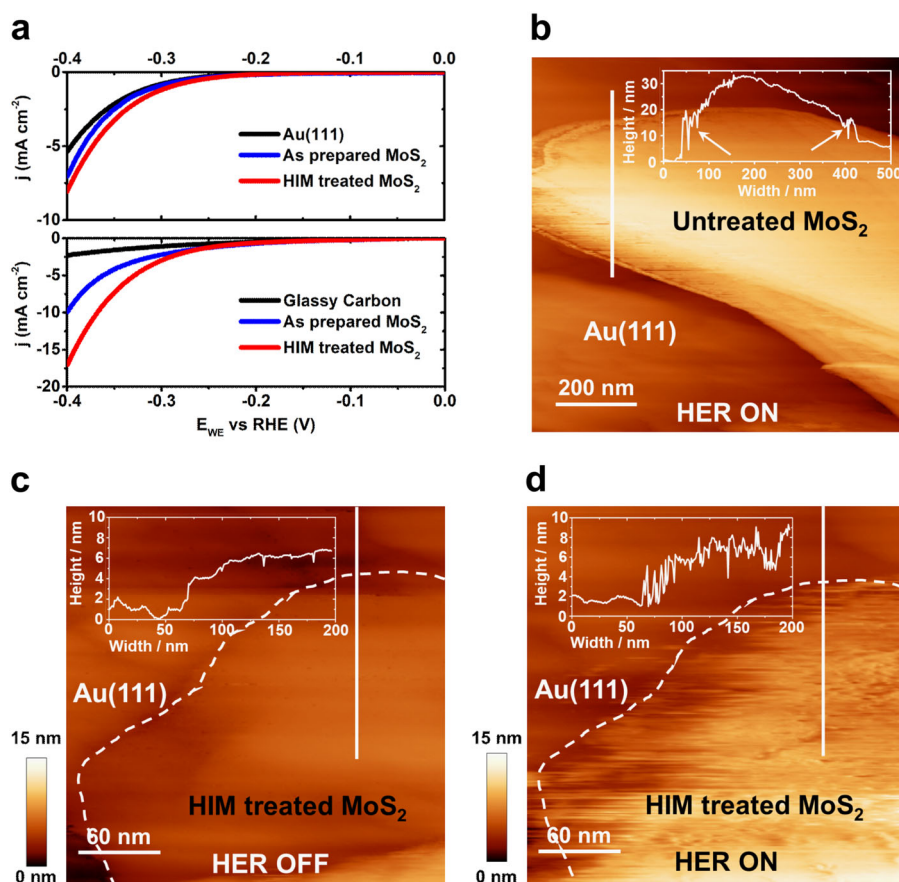 a
-0.4 -0.3 -0.2 -0.1 0.0
0
-5
-10
j (mA cm⁻²)
Au(111)
As prepared MoS₂
HIM treated MoS₂
0
-5
-10
-15
-20
j (mA cm⁻²)
Glassy Carbon
As prepared MoS₂
HIM treated MoS₂
-0.4 -0.3 -0.2 -0.1 0.0
E_WE vs RHE (V)
b
30
20
10
0
Height / nm
0 100 200 300 400 500
Width / nm
Untreated MoS₂
Au(111)
200 nm
HER ON
c
10
8
6
4
2
0
Height / nm
0 50 100 150 200
Width / nm
Au(111)
15 nm
0 nm
HIM treated MoS₂
60 nm
HER OFF
d
10
8
6
4
2
0
Height / nm
0 50 100 150 200
Width / nm
Au(111)
15 nm
0 nm
HIM treated MoS₂
60 nm
HER ON